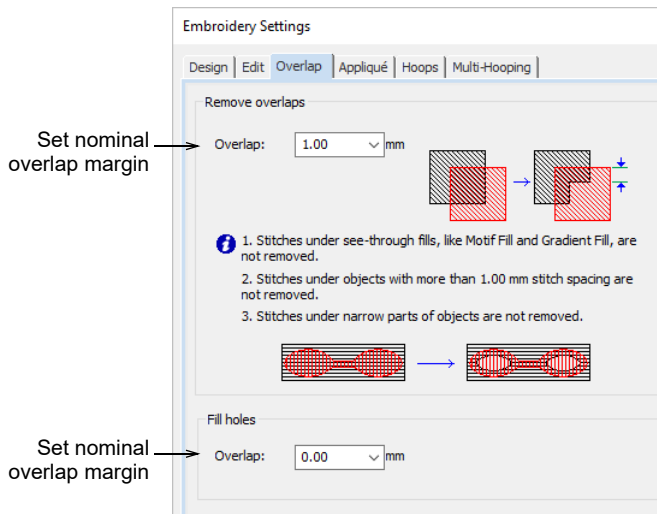 Embroidery Settings
Design Edit Overlap Appliqué Hoops Multi-Hooping
Remove overlaps
Set nominal
overlap margin
Overlap: 1.00 mm
1. Stitches under see-through fills, like Motif Fill and Gradient Fill, are
not removed.
2. Stitches under objects with more than 1.00 mm stitch spacing are
not removed.
3. Stitches under narrow parts of objects are not removed.
Fill holes
Set nominal
overlap margin
Overlap: 0.00 mm